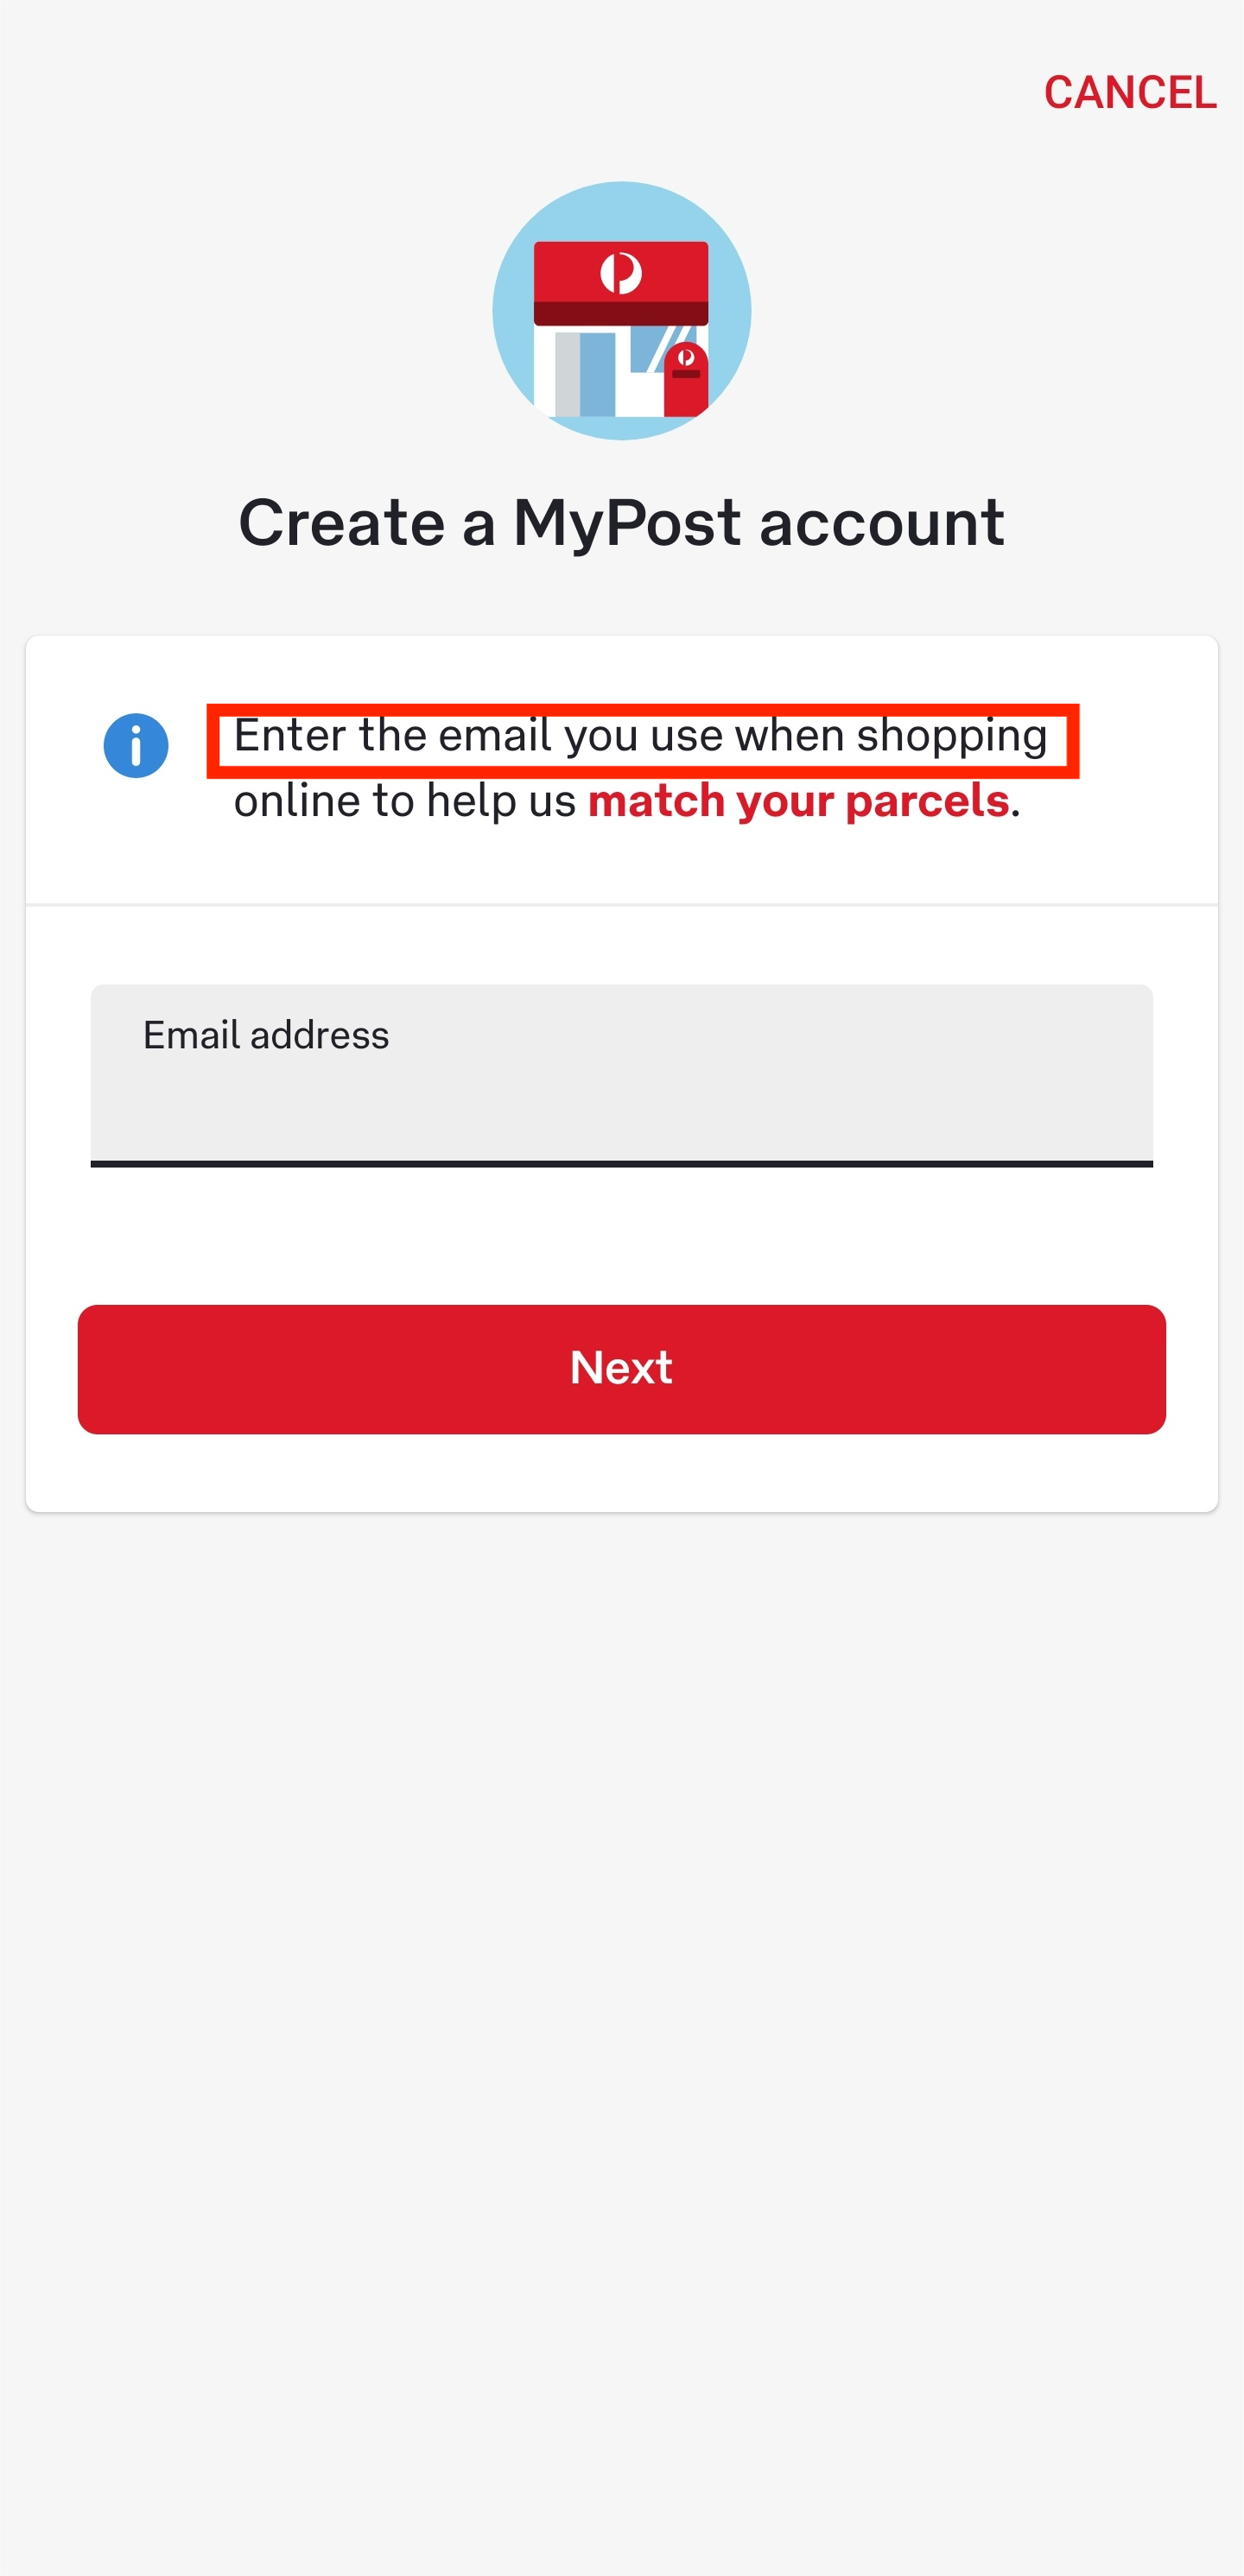 CANCEL
Create a MyPost account
Enter the email you use when shopping
online to help us match your parcels.
Email address
Next